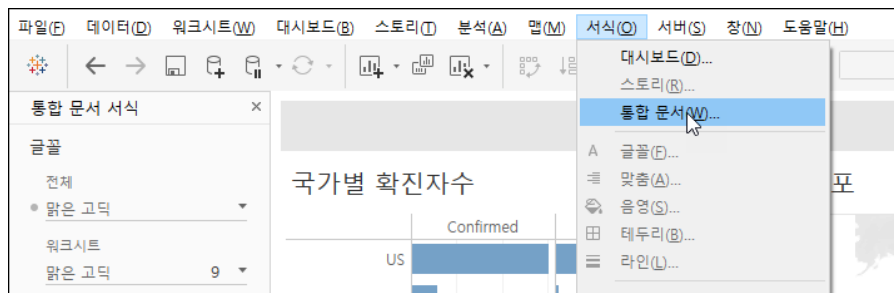 파일(F) 데이터(D) 워크시트(W) 대시보드(B) 스토리(T) 분석(A) 맵(M) 서식(O) 서버(S) 창(N) 도움말(H)
대시보드(D)...
스토리(R)...
통합 문서 서식 ×
통합 문서(W)...
글꼴
A 글꼴(F)...
전체
국가별 확진자수
맞춤(A)...
포
맑은 고딕
음영(S)...
워크시트
Confirmed
테두리(B)...
맑은 고딕 9
US
라인(L)...